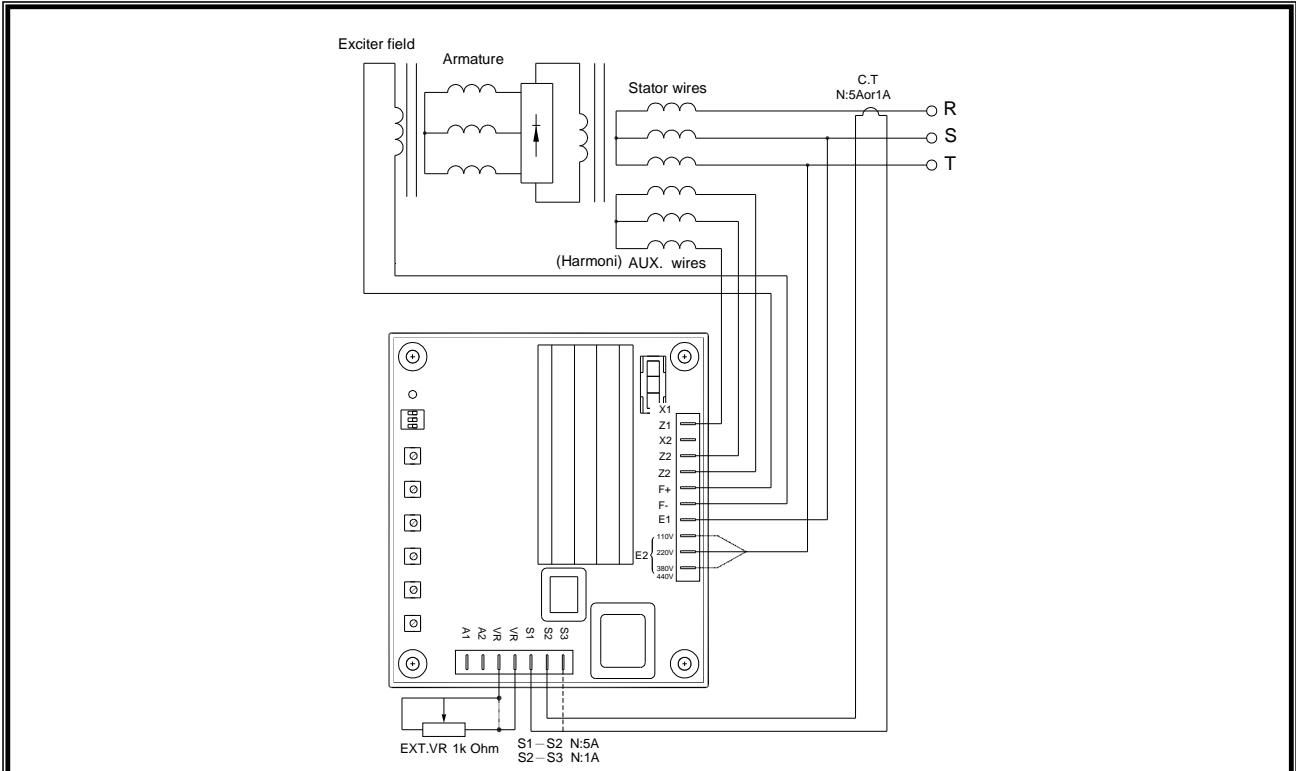 Exciter field
Armature
C.T
N:5Aor1A
Stator wires
R
S
T
(Harmoni) AUX. wires
X1
Z1
X2
Z2
Z2
F+
F-
E1
110V
E2 220V
380V
440V
A1 A2 VR VR S1 S2 S3
EXT.VR 1k Ohm
S1—S2 N:5A
S2—S3 N:1A